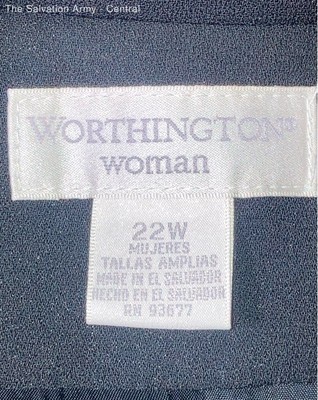 The Salvation Army - Central
WORTHINGTON®
woman
22W
MUJERES
TALLAS AMPLIAS
MADE IN EL SALVADOR
HECHO EN EL SALVADOR
RN 93677